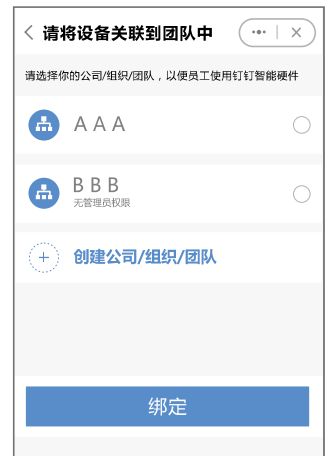 请将设备关联到团队中
请选择你的公司/组织/团队，以便员工使用钉钉智能硬件
A A A
B B B
无管理员权限
创建公司/组织/团队
绑定